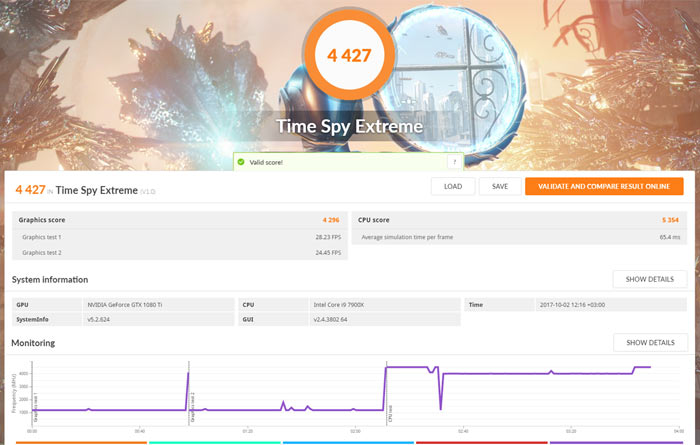 4 427
Time Spy Extreme
Valid score!
?
4 427 IN Time Spy Extreme (V1.0)
LOAD
SAVE
VALIDATE AND COMPARE RESULT ONLINE
Graphics score 4 296
Graphics test 1 28.23 FPS
Graphics test 2 24.45 FPS
CPU score 5 354
Average simulation time per frame 65.4 ms
System information
SHOW DETAILS
GPU NVIDIA GeForce GTX 1080 Ti
CPU Intel Core i9 7900X
Time 2017-10-02 12:16 +03:00
SystemInfo v5.2.624
GUI v2.4.3802 64
Monitoring
SHOW DETAILS
Frequency (MHz)
4000
3000
2000
1000
Graphics test 1
Graphics test 2
CPU test
00:00
00:40
01:20
02:00
02:40
03:20
04:00